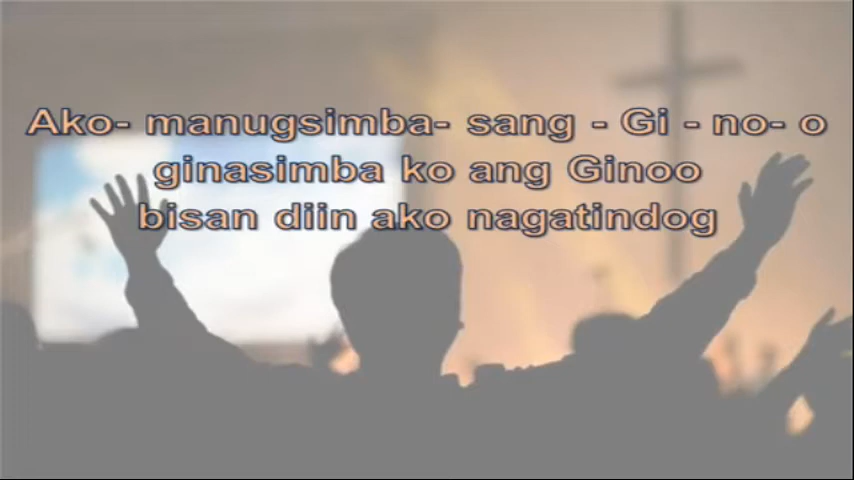 Ako- manugsimba- sang - Gi - no- o
ginasimba ko ang Ginoo
bisan diin ako nagatindog